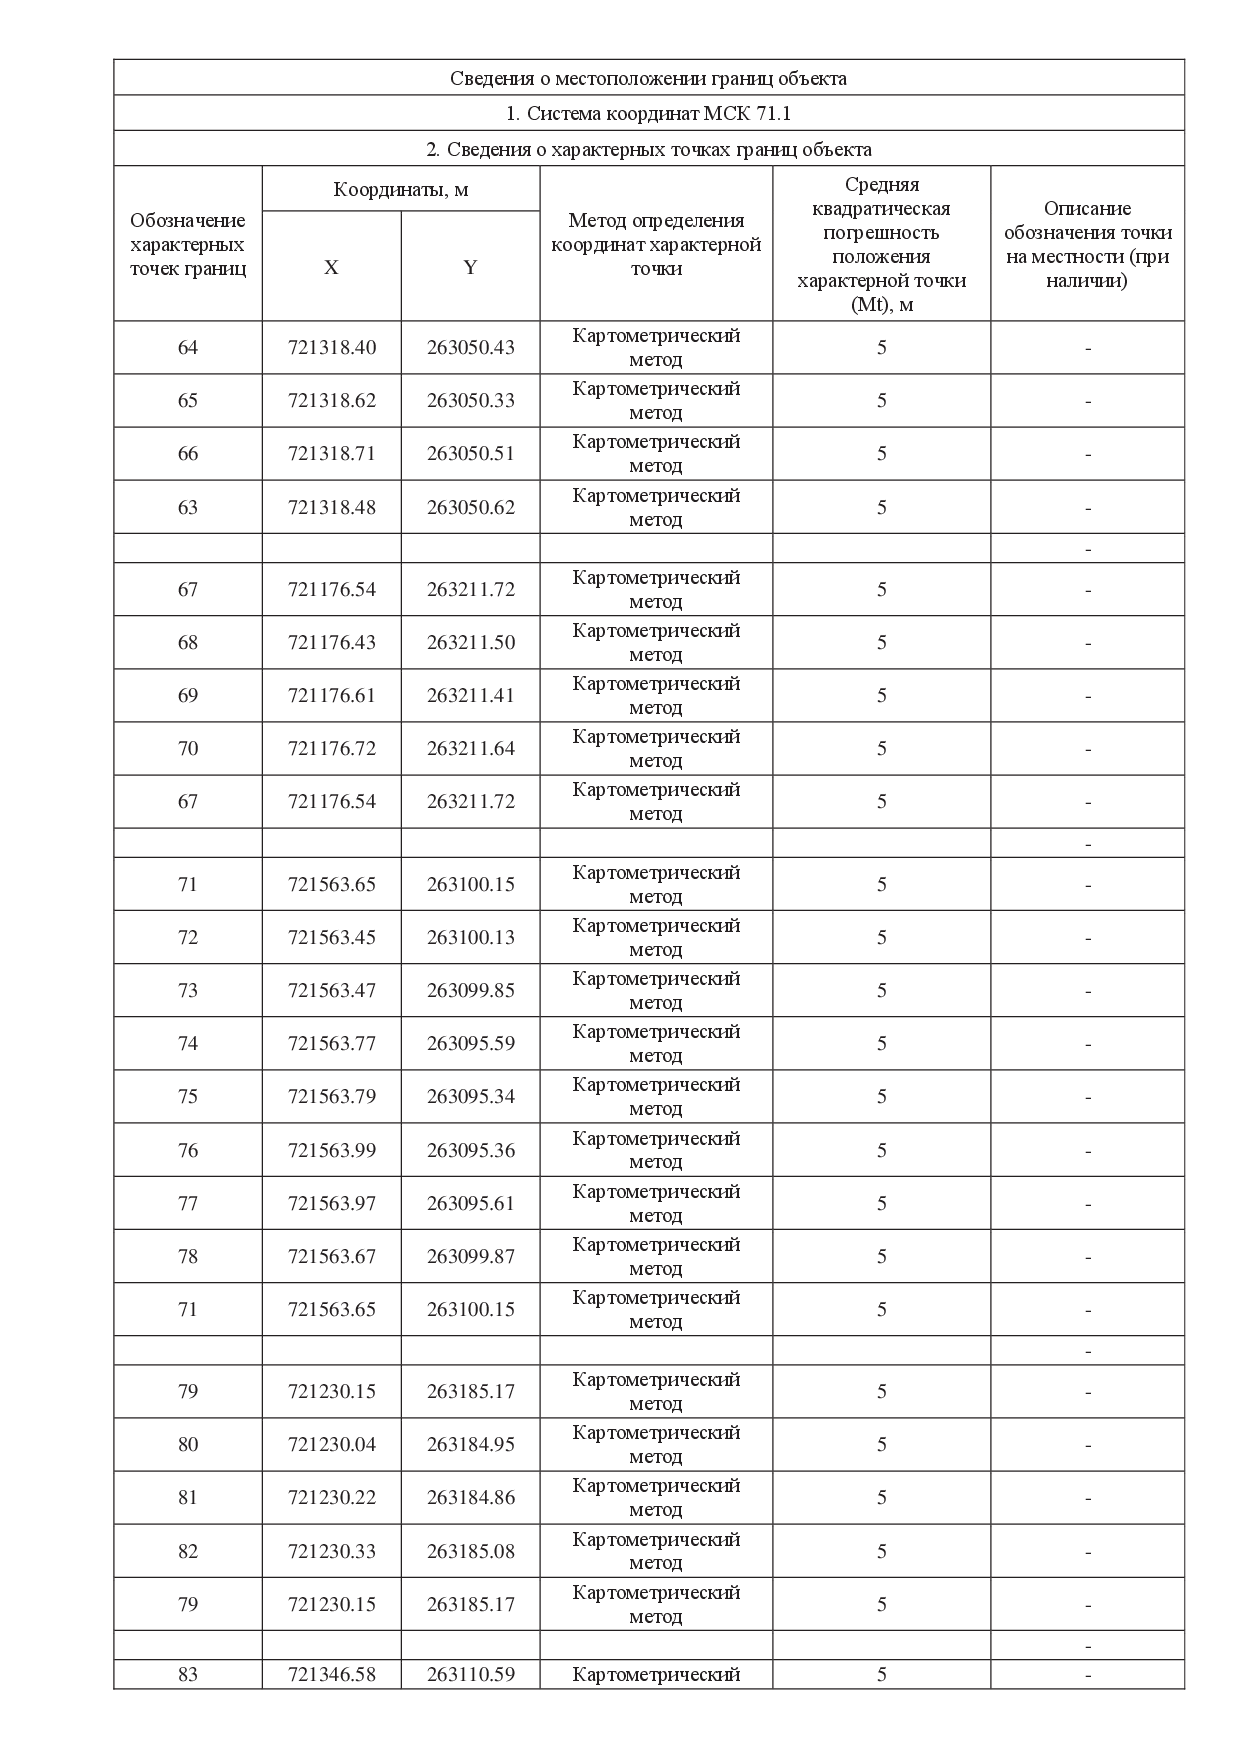 Сведения о местоположении границ объекта
1. Система координат МСК 71.1
2. Сведения о характерных точках границ объекта
Обозначение
характерных
точек границ
Координаты, м
X
Y
Метод определения
координат характерной
точки
Средняя
квадратическая
погрешность
положения
характерной точки
(Mt), м
Описание
обозначения точки
на местности (при
наличии)
64 721318.40 263050.43 Картометрический
метод 5 -
65 721318.62 263050.33 Картометрический
метод 5 -
66 721318.71 263050.51 Картометрический
метод 5 -
63 721318.48 263050.62 Картометрический
метод 5 -
-
67 721176.54 263211.72 Картометрический
метод 5 -
68 721176.43 263211.50 Картометрический
метод 5 -
69 721176.61 263211.41 Картометрический
метод 5 -
70 721176.72 263211.64 Картометрический
метод 5 -
67 721176.54 263211.72 Картометрический
метод 5 -
-
71 721563.65 263100.15 Картометрический
метод 5 -
72 721563.45 263100.13 Картометрический
метод 5 -
73 721563.47 263099.85 Картометрический
метод 5 -
74 721563.77 263095.59 Картометрический
метод 5 -
75 721563.79 263095.34 Картометрический
метод 5 -
76 721563.99 263095.36 Картометрический
метод 5 -
77 721563.97 263095.61 Картометрический
метод 5 -
78 721563.67 263099.87 Картометрический
метод 5 -
71 721563.65 263100.15 Картометрический
метод 5 -
-
79 721230.15 263185.17 Картометрический
метод 5 -
80 721230.04 263184.95 Картометрический
метод 5 -
81 721230.22 263184.86 Картометрический
метод 5 -
82 721230.33 263185.08 Картометрический
метод 5 -
79 721230.15 263185.17 Картометрический
метод 5 -
-
83 721346.58 263110.59 Картометрический 5 -